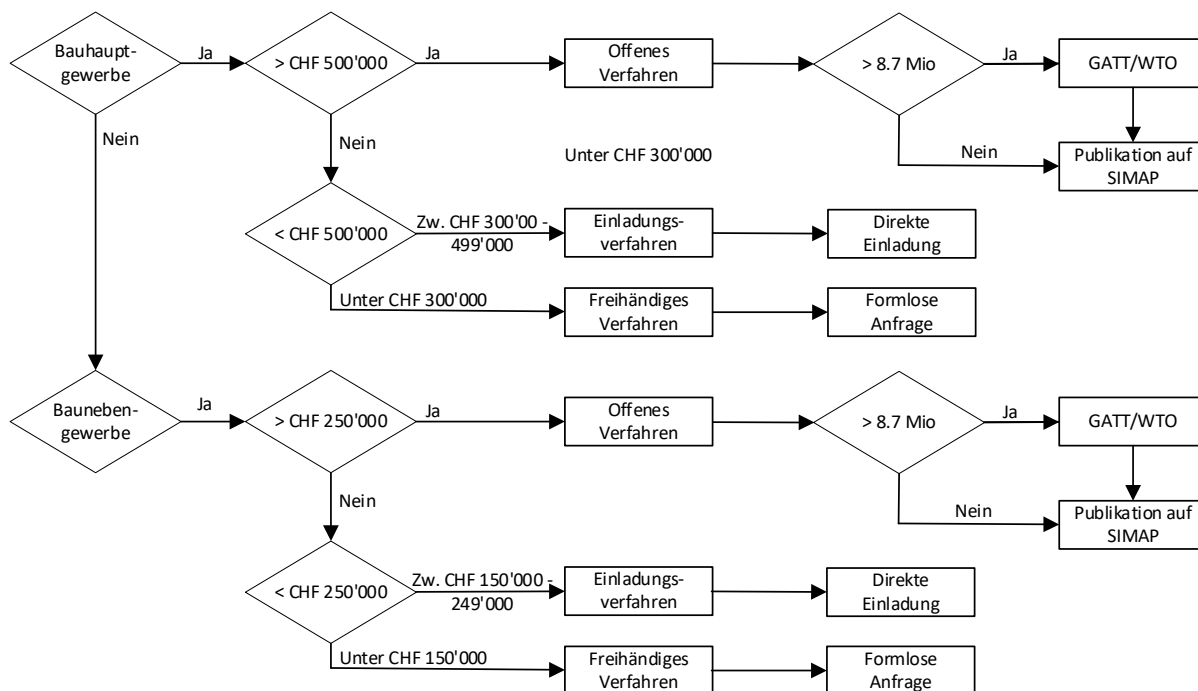 Bauhaupt-
gewerbe
Ja
> CHF 500'000
Ja
Offenes
Verfahren
> 8.7 Mio
Ja
GATT/WTO
Nein
Nein
Unter CHF 300'000
Nein
Publikation auf
SIMAP
< CHF 500'000
Zw. CHF 300'00 -
499'000
Einladungs-
verfahren
Direkte
Einladung
Unter CHF 300'000
Freihändiges
Verfahren
Formlose
Anfrage
Bauneben-
gewerbe
Ja
> CHF 250'000
Ja
Offenes
Verfahren
> 8.7 Mio
Ja
GATT/WTO
Nein
Nein
Publikation auf
SIMAP
< CHF 250'000
Zw. CHF 150'000 -
249'000
Einladungs-
verfahren
Direkte
Einladung
Unter CHF 150'000
Freihändiges
Verfahren
Formlose
Anfrage